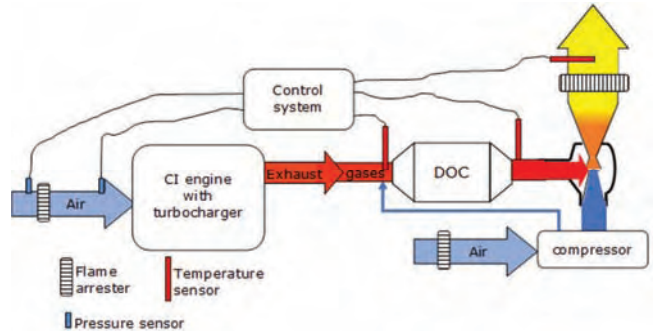 Control
system
CI engine
with
turbocharger
Exhaust
gases
DOC
Air
Air
compressor
Flame
arrester
Temperature
sensor
Pressure sensor